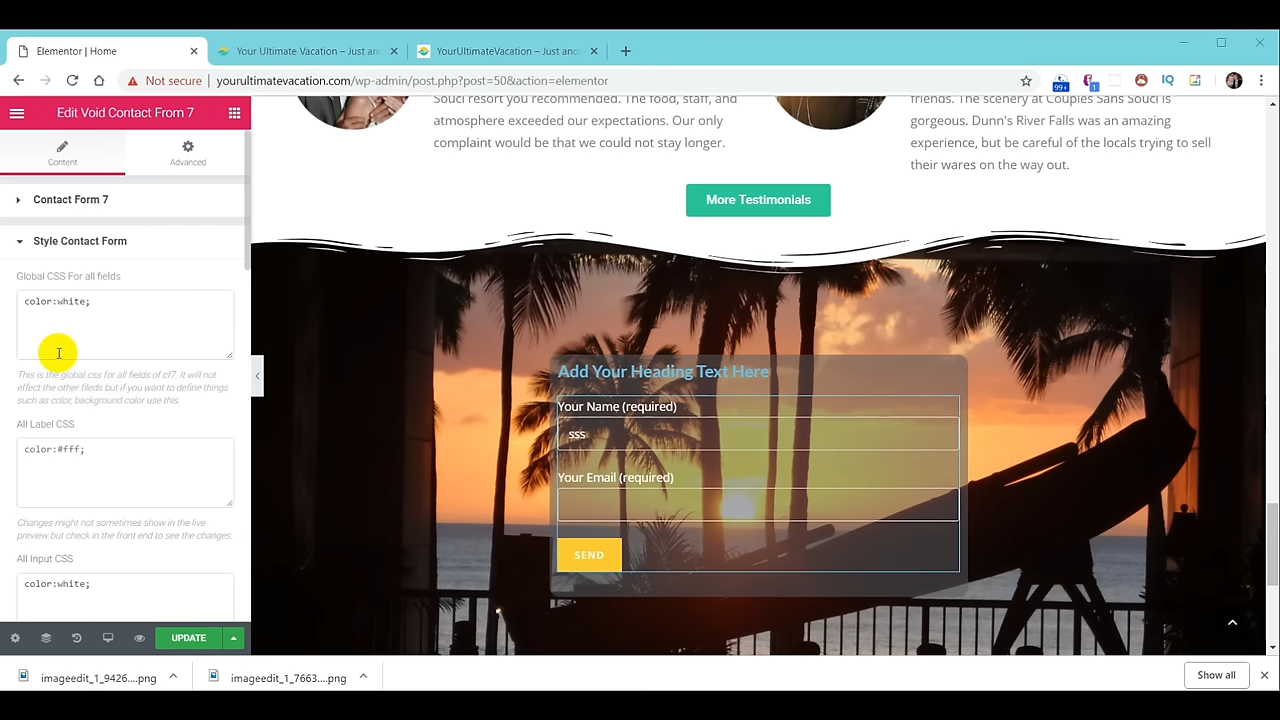 Elementor | Home
Your Ultimate Vacation – Just an
YourUltimateVacation – Just ano
Not secure
yourultimatevacation.com/wp-admin/post.php?post=50&action=elementor
99+
1
IQ
Edit Void Contact From 7
Content
Advanced
Contact Form 7
Style Contact Form
Global CSS For all fields
color:white;
This is the global css for all fields of cf7. It will
not effect the other fileds but if you want to define things
such as color, background color use this.
All Label CSS
color:#fff;
Changes might not sometimes show in the live
preview but check in the front end to see the changes.
All Input CSS
color:white;
UPDATE
Souci resort you recommended. The food, staff, and
atmosphere exceeded our expectations. Our only
complaint would be that we could not stay longer.
friends. The scenery at Couples Sans Souci is
gorgeous. Dunn's River Falls was an amazing
experience, but be careful of the locals trying to sell
their wares on the way out.
More Testimonials
Add Your Heading Text Here
Your Name (required)
sss
Your Email (required)
SEND
imageedit_1_9426....png
imageedit_1_7663....png
Show all